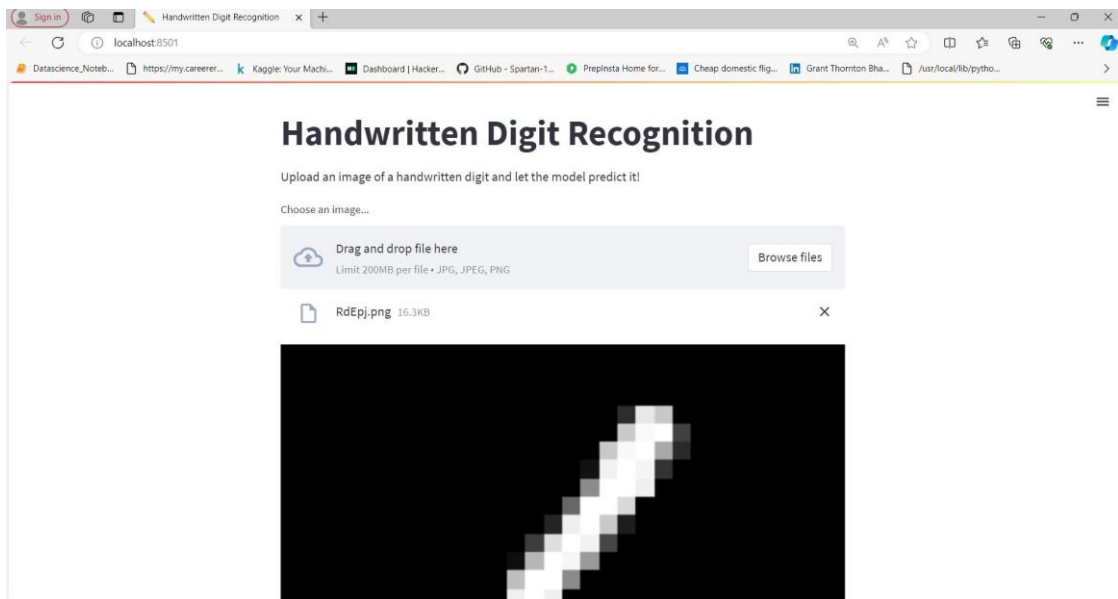 Sign in
Handwritten Digit Recognition
localhost:8501
Datascience_Noteb...
https://my.careerer...
Kaggle: Your Machi...
Dashboard | Hacker...
GitHub - Spartan-1...
PrepInsta Home for...
Cheap domestic flig...
Grant Thornton Bha...
/usr/local/lib/pytho...
Handwritten Digit Recognition
Upload an image of a handwritten digit and let the model predict it!
Choose an image...
Drag and drop file here
Limit 200MB per file • JPG, JPEG, PNG
Browse files
RdEpj.png 16.3KB